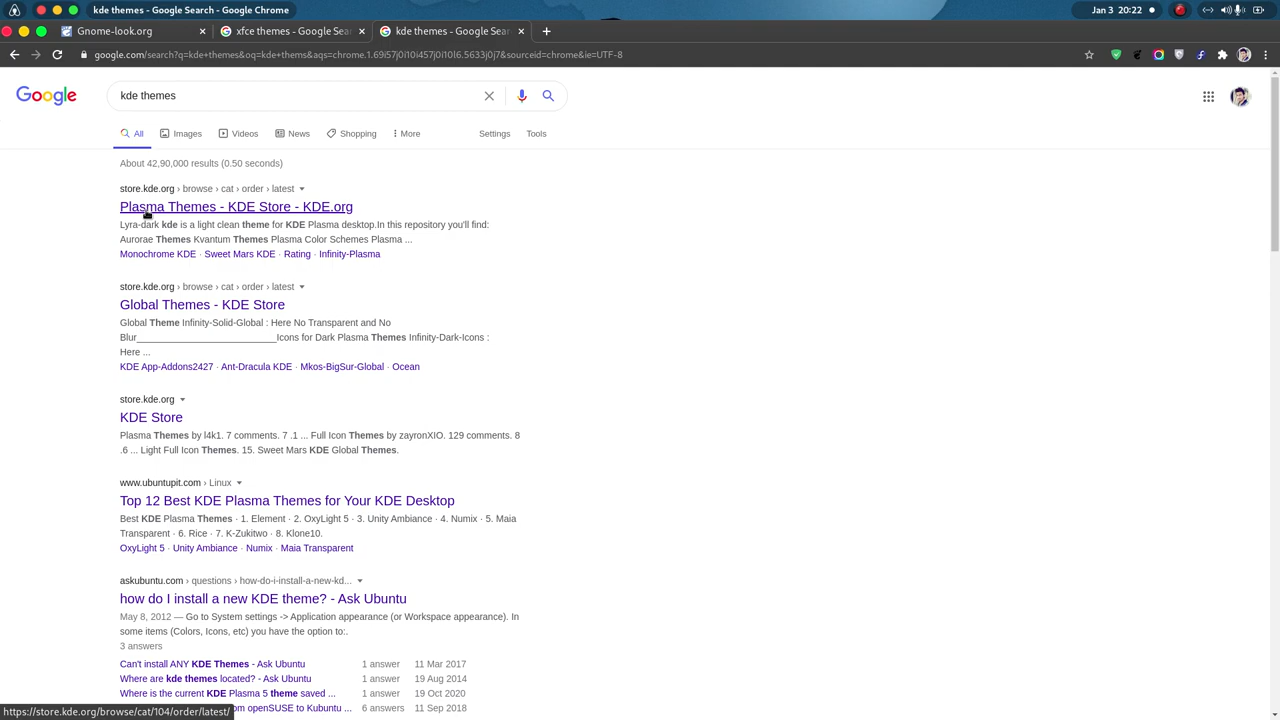 kde themes - Google Search - Google Chrome
Jan 3 20:22
Gnome-look.org
xfce themes - Google Sea
kde themes - Google Sea
google.com/search?q=kde+themes&oq=kde+thems&aqs=chrome.1.69i57j0l10i457j0l10l6.5633j0j7&sourceid=chrome&ie=UTF-8
Google
kde themes
All
Images
Videos
News
Shopping
More
Settings
Tools
About 42,90,000 results (0.50 seconds)
store.kde.org › browse › cat › order › latest
Plasma Themes - KDE Store - KDE.org
Lyra-dark kde is a light clean theme for KDE Plasma desktop.In this repository you'll find:
Aurorae Themes Kvantum Themes Plasma Color Schemes Plasma ...
Monochrome KDE · Sweet Mars KDE · Rating · Infinity-Plasma
store.kde.org › browse › cat › order › latest
Global Themes - KDE Store
Global Theme Infinity-Solid-Global : Here No Transparent and No
Blur__________________________Icons for Dark Plasma Themes Infinity-Dark-Icons :
Here ...
KDE App-Addons2427 · Ant-Dracula KDE · Mkos-BigSur-Global · Ocean
store.kde.org
KDE Store
Plasma Themes by l4k1. 7 comments. 7 .1 ... Full Icon Themes by zayronXIO. 129 comments. 8
.6 ... Light Full Icon Themes. 15. Sweet Mars KDE Global Themes.
www.ubuntupit.com › Linux
Top 12 Best KDE Plasma Themes for Your KDE Desktop
Best KDE Plasma Themes · 1. Element · 2. OxyLight 5 · 3. Unity Ambiance · 4. Numix · 5. Maia
Transparent · 6. Rice · 7. K-Zukitwo · 8. Klone10.
OxyLight 5 · Unity Ambiance · Numix · Maia Transparent
askubuntu.com › questions › how-do-i-install-a-new-kd...
how do I install a new KDE theme? - Ask Ubuntu
May 8, 2012 — Go to System settings -> Application appearance (or Workspace appearance). In
some items (Colors, Icons, etc) you have the option to:.
3 answers
Can't install ANY KDE Themes - Ask Ubuntu 1 answer 11 Mar 2017
Where are kde themes located? - Ask Ubuntu 1 answer 19 Aug 2014
Where is the current KDE Plasma 5 theme saved ... 1 answer 19 Oct 2020
om openSUSE to Kubuntu ... 6 answers 11 Sep 2018
https://store.kde.org/browse/cat/104/order/latest/